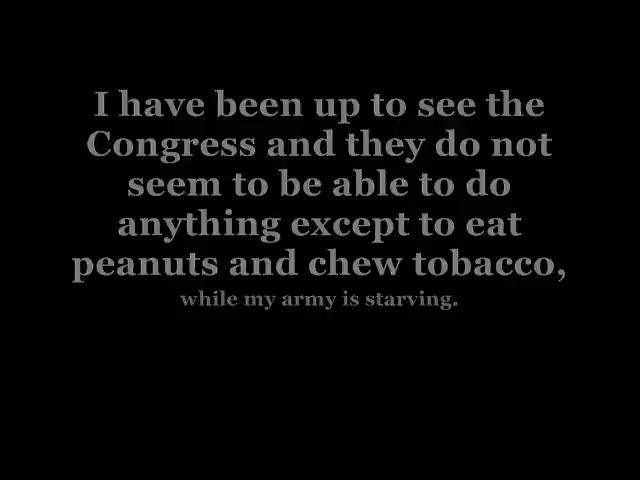 I have been up to see the
Congress and they do not
seem to be able to do
anything except to eat
peanuts and chew tobacco,
while my army is starving.